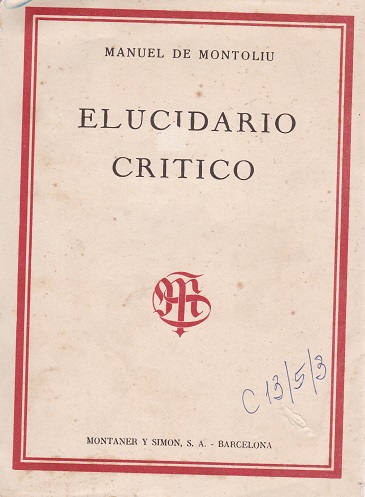 MANUEL DE MONTOLIU
ELUCIDARIO
CRITICO
C 13/5/3
MONTANER Y SIMON, S. A. - BARCELONA